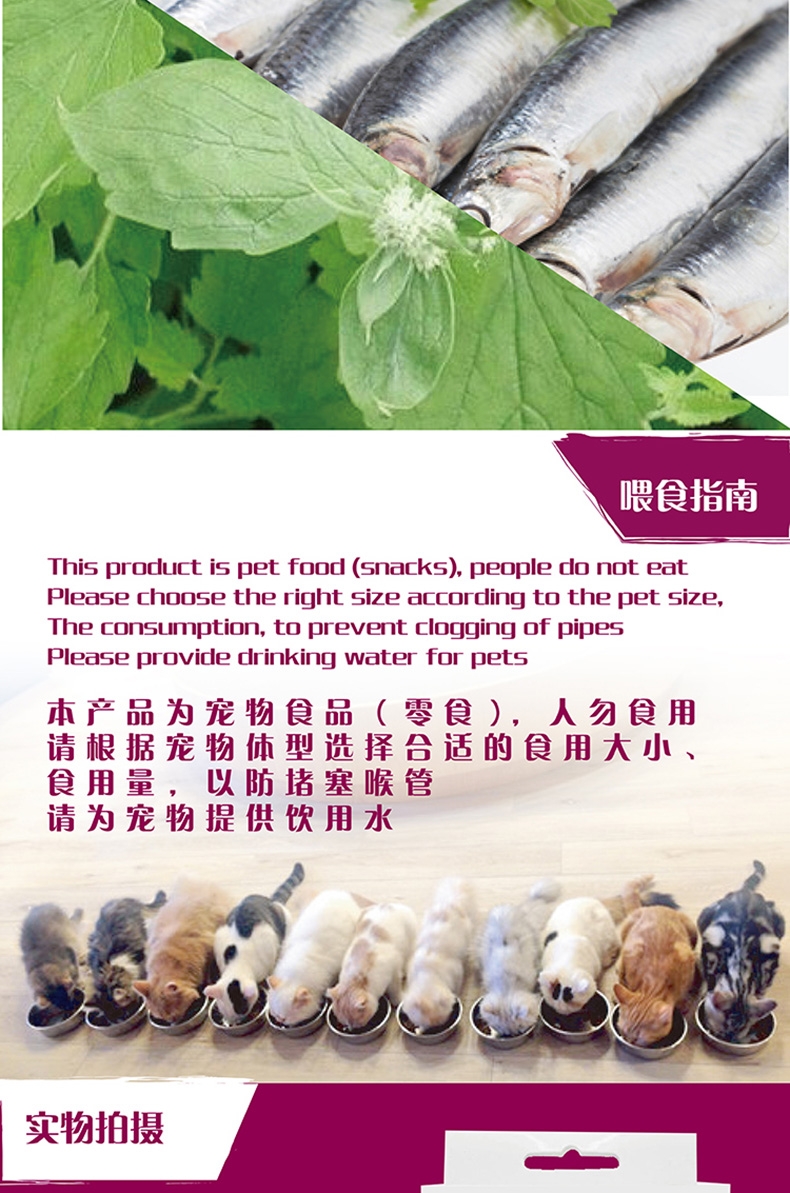 喂食指南
This product is pet food (snacks), people do not eat
Please choose the right size according to the pet size,
The consumption, to prevent clogging of pipes
Please provide drinking water for pets
本产品为宠物食品（零食），人勿食用
请根据宠物体型选择合适的食用大小、
食用量，以防堵塞喉管
请为宠物提供饮用水
实物拍摄